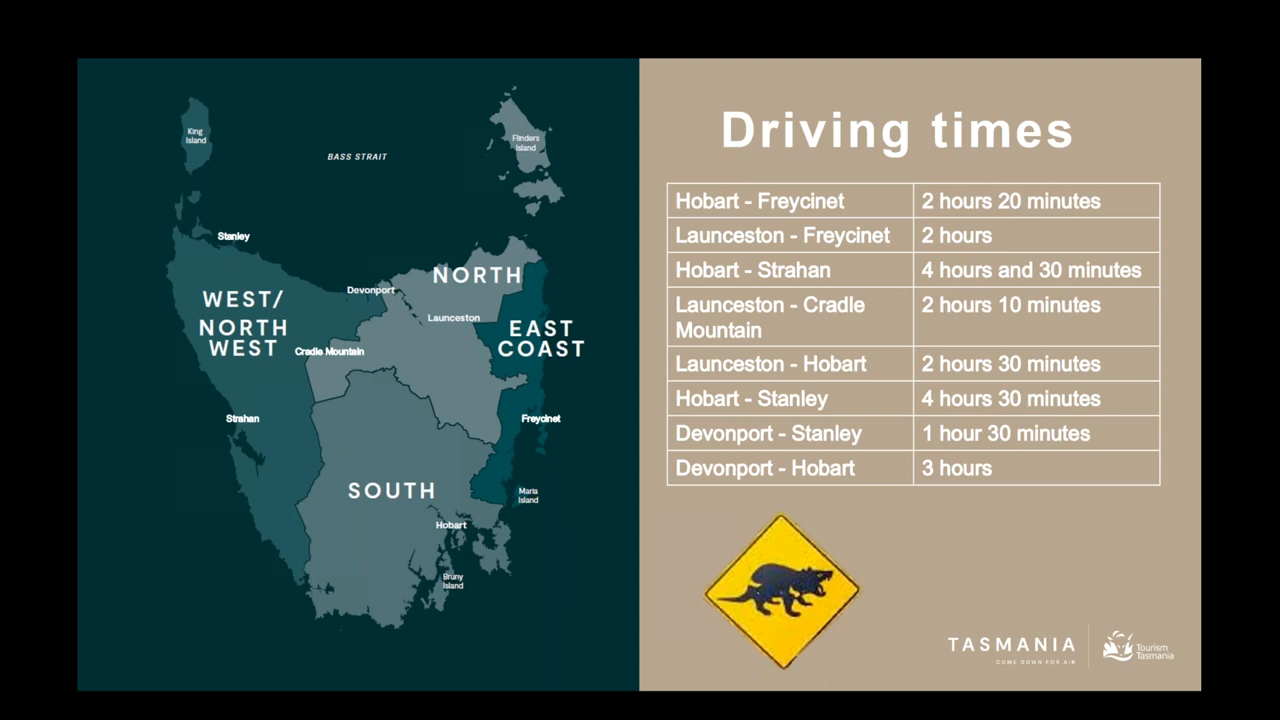 King
Island
Flinders
Island
BASS STRAIT
Stanley
NORTH
Devonport
WEST/
NORTH
WEST
Launceston
EAST
COAST
Cradle Mountain
Strahan
Freycinet
SOUTH
Maria
Island
Hobart
Bruny
Island
Driving times
Hobart - Freycinet 2 hours 20 minutes
Launceston - Freycinet 2 hours
Hobart - Strahan 4 hours and 30 minutes
Launceston - Cradle 2 hours 10 minutes
Mountain
Launceston - Hobart 2 hours 30 minutes
Hobart - Stanley 4 hours 30 minutes
Devonport - Stanley 1 hour 30 minutes
Devonport - Hobart 3 hours
TASMANIA
COME DOWN FOR AIR
Tourism
Tasmania